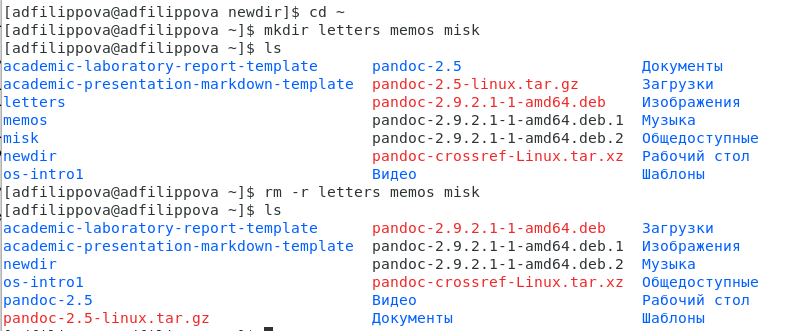 [adfilippova@adfilippova newdir]$ cd ~
[adfilippova@adfilippova ~]$ mkdir letters memos misk
[adfilippova@adfilippova ~]$ ls
academic-laboratory-report-template pandoc-2.5 Документы
academic-presentation-markdown-template pandoc-2.5-linux.tar.gz Загрузки
letters pandoc-2.9.2.1-1-amd64.deb Изображения
memos pandoc-2.9.2.1-1-amd64.deb.1 Музыка
misk pandoc-2.9.2.1-1-amd64.deb.2 Общедоступные
newdir pandoc-crossref-Linux.tar.xz Рабочий стол
os-intro1 Видео Шаблоны
[adfilippova@adfilippova ~]$ rm -r letters memos misk
[adfilippova@adfilippova ~]$ ls
academic-laboratory-report-template pandoc-2.9.2.1-1-amd64.deb Загрузки
academic-presentation-markdown-template pandoc-2.9.2.1-1-amd64.deb.1 Изображения
newdir pandoc-2.9.2.1-1-amd64.deb.2 Музыка
os-intro1 pandoc-crossref-Linux.tar.xz Общедоступные
pandoc-2.5 Видео Рабочий стол
pandoc-2.5-linux.tar.gz Документы Шаблоны